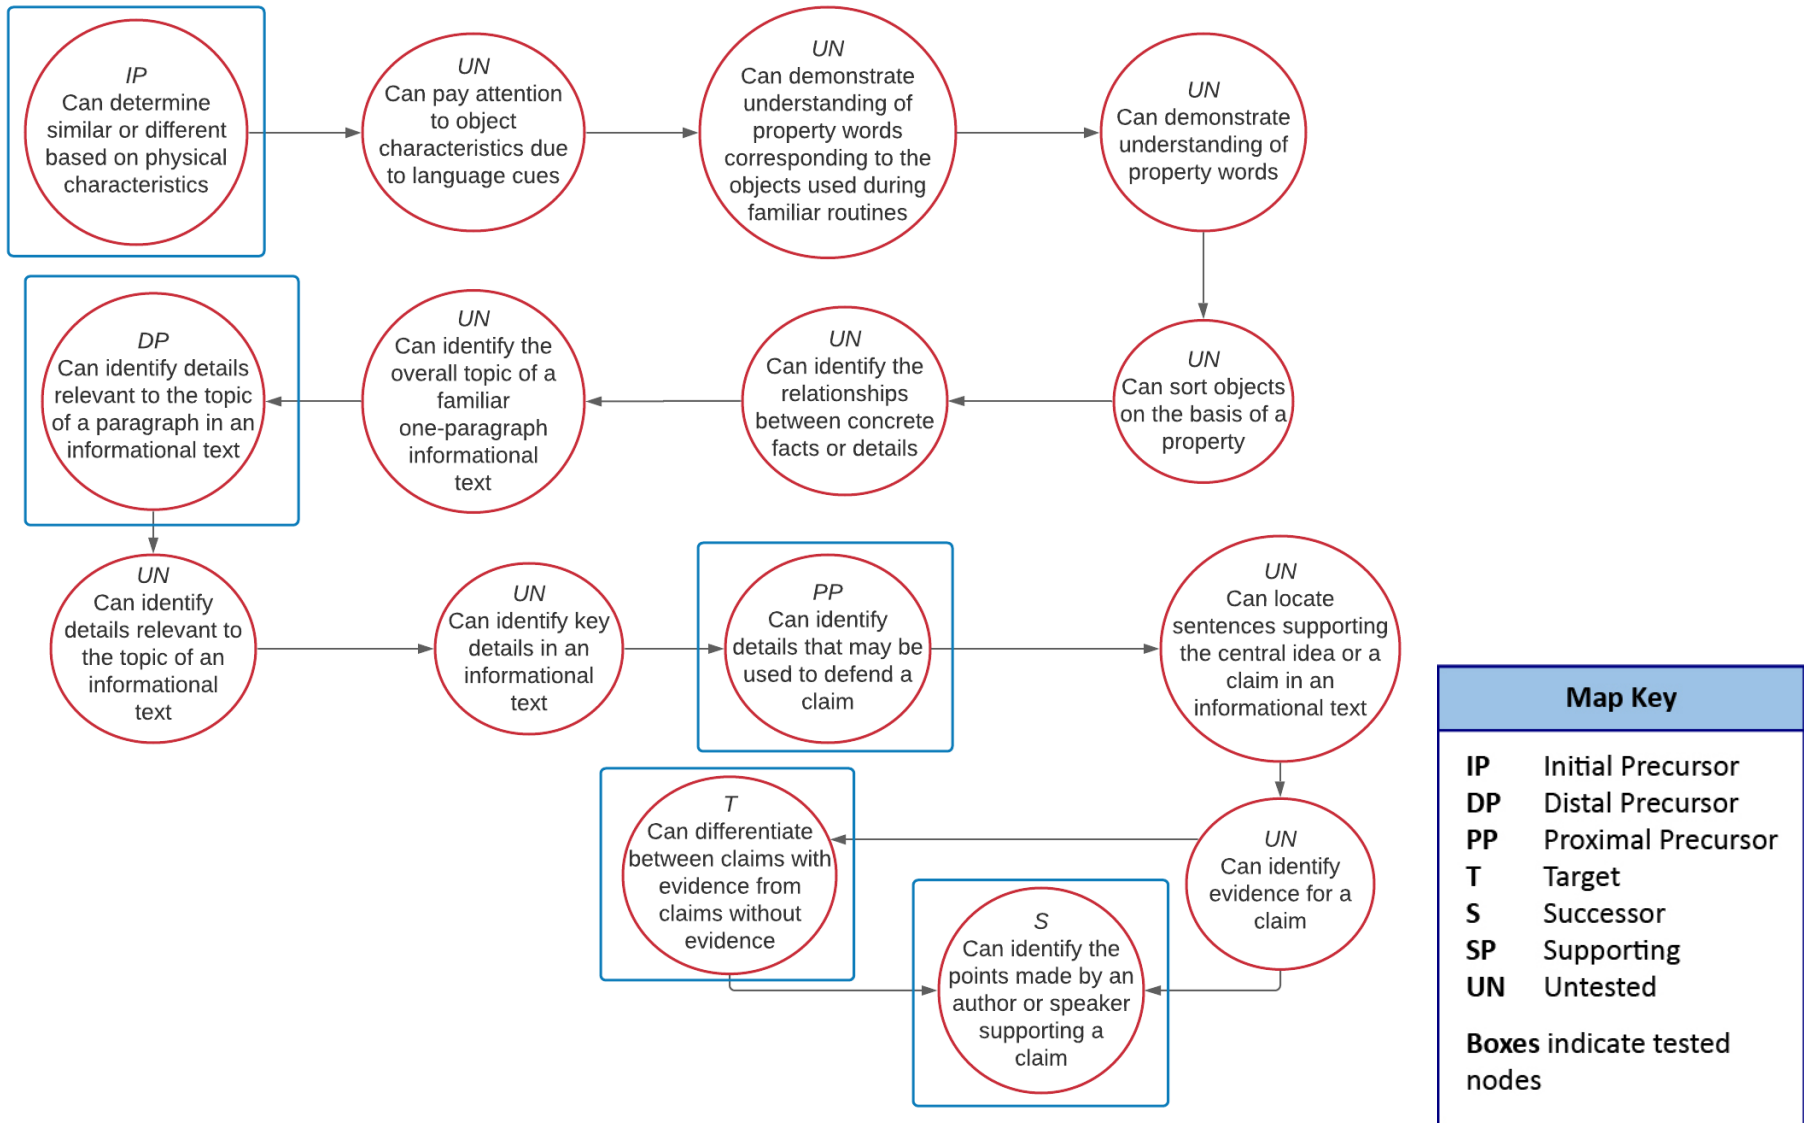 IP
Can determine
similar or different
based on physical
characteristics
UN
Can pay attention
to object
characteristics due
to language cues
UN
Can demonstrate
understanding of
property words
corresponding to the
objects used during
familiar routines
UN
Can demonstrate
understanding of
property words
UN
Can sort objects
on the basis of a
property
UN
Can identify the
relationships
between concrete
facts or details
UN
Can identify the
overall topic of a
familiar
one-paragraph
informational
text
DP
Can identify details
relevant to the topic
of a paragraph in an
informational text
UN
Can identify
details relevant to
the topic of an
informational
text
UN
Can identify key
details in an
informational
text
PP
Can identify
details that may be
used to defend a
claim
UN
Can locate
sentences supporting
the central idea or a
claim in an
informational text
UN
Can identify
evidence for a
claim
T
Can differentiate
between claims with
evidence from
claims without
evidence
S
Can identify the
points made by an
author or speaker
supporting a
claim
Map Key
IP Initial Precursor
DP Distal Precursor
PP Proximal Precursor
T Target
S Successor
SP Supporting
UN Untested
Boxes indicate tested
nodes